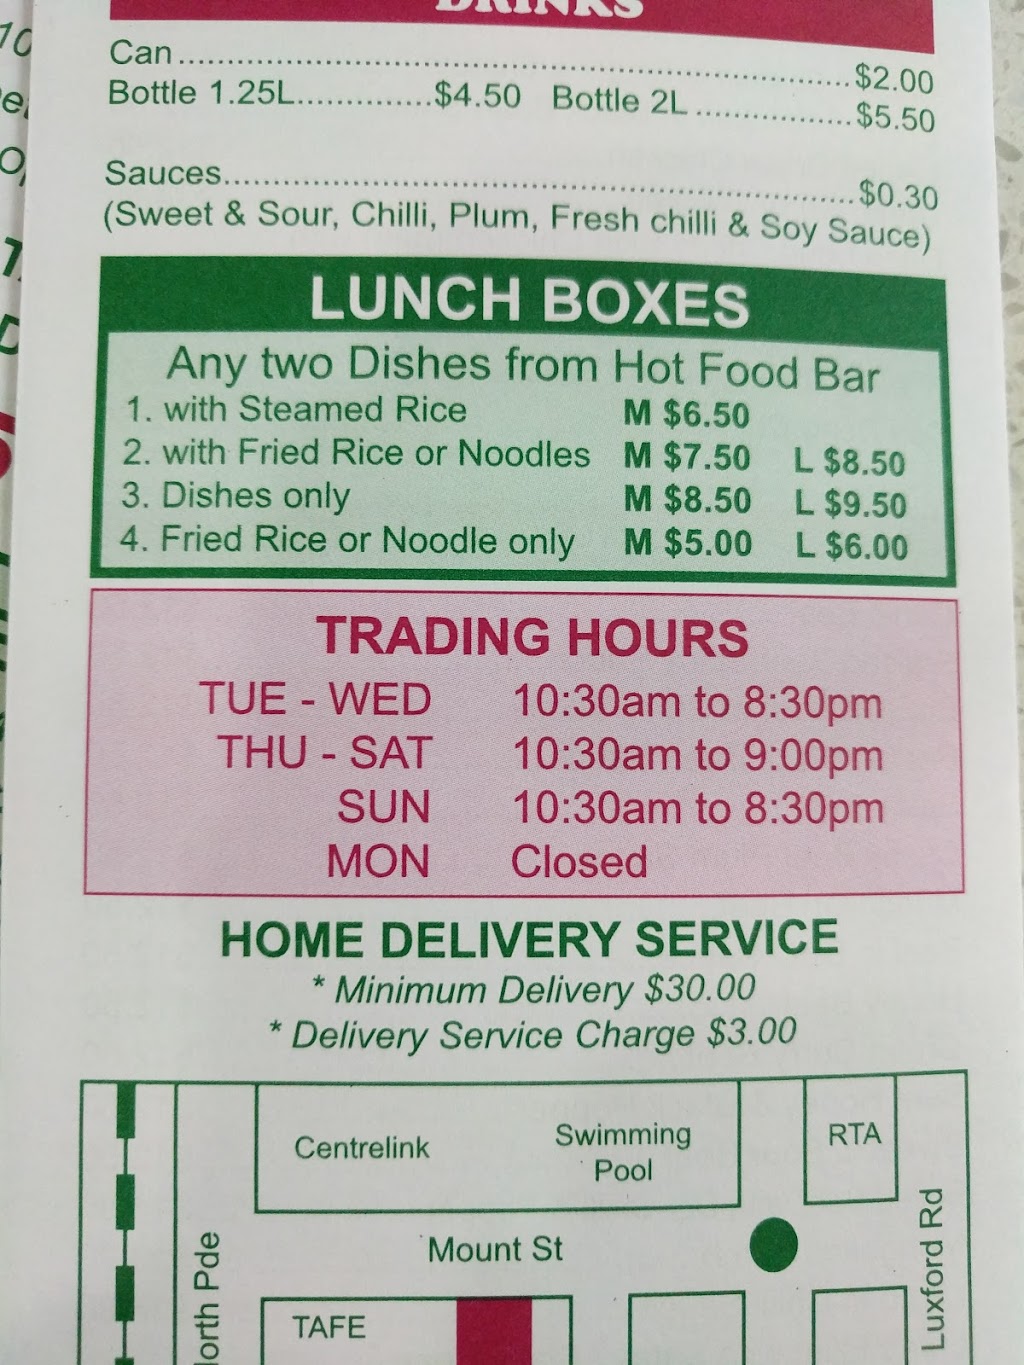 DRINKS
Can........$2.00
Bottle 1.25L.............$4.50 Bottle 2L ................$5.50
Sauces........$0.30
(Sweet & Sour, Chilli, Plum, Fresh chilli & Soy Sauce)
LUNCH BOXES
Any two Dishes from Hot Food Bar
1. with Steamed Rice M $6.50
2. with Fried Rice or Noodles M $7.50 L $8.50
3. Dishes only M $8.50 L $9.50
4. Fried Rice or Noodle only M $5.00 L $6.00
TRADING HOURS
TUE - WED 10:30am to 8:30pm
THU - SAT 10:30am to 9:00pm
SUN 10:30am to 8:30pm
MON Closed
HOME DELIVERY SERVICE
* Minimum Delivery $30.00
* Delivery Service Charge $3.00
Centrelink
Swimming
Pool
RTA
Mount St
Luxford Rd
orth Pde
TAFE